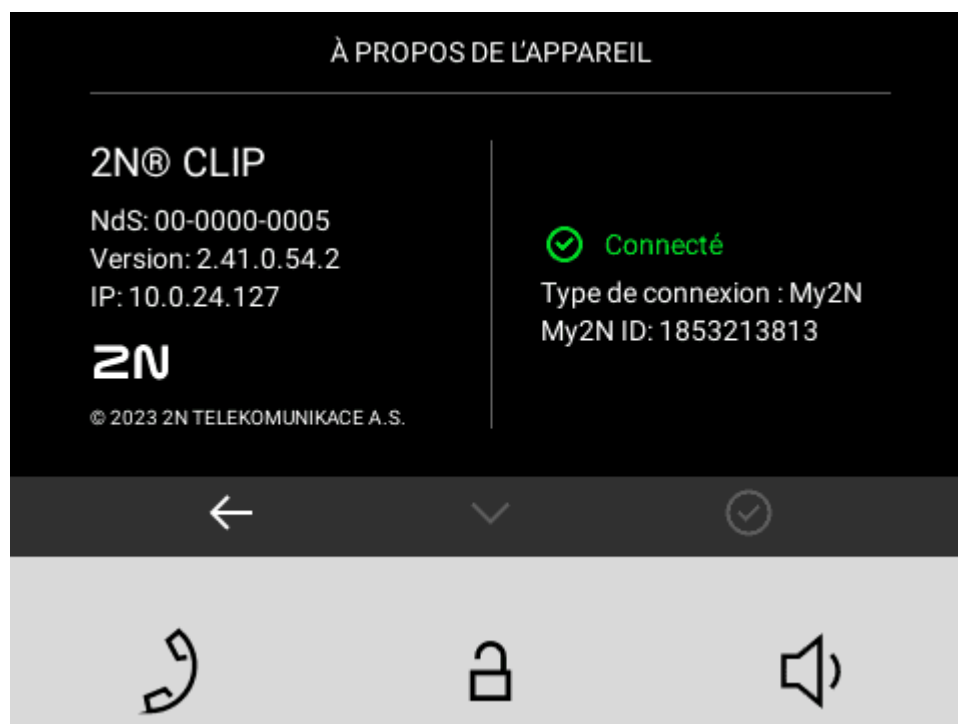 À PROPOS DE L'APPAREIL
2N® CLIP
NdS: 00-0000-0005
Version: 2.41.0.54.2
IP: 10.0.24.127
2N
© 2023 2N TELEKOMUNIKACE A.S.
Connecté
Type de connexion : My2N
My2N ID: 1853213813